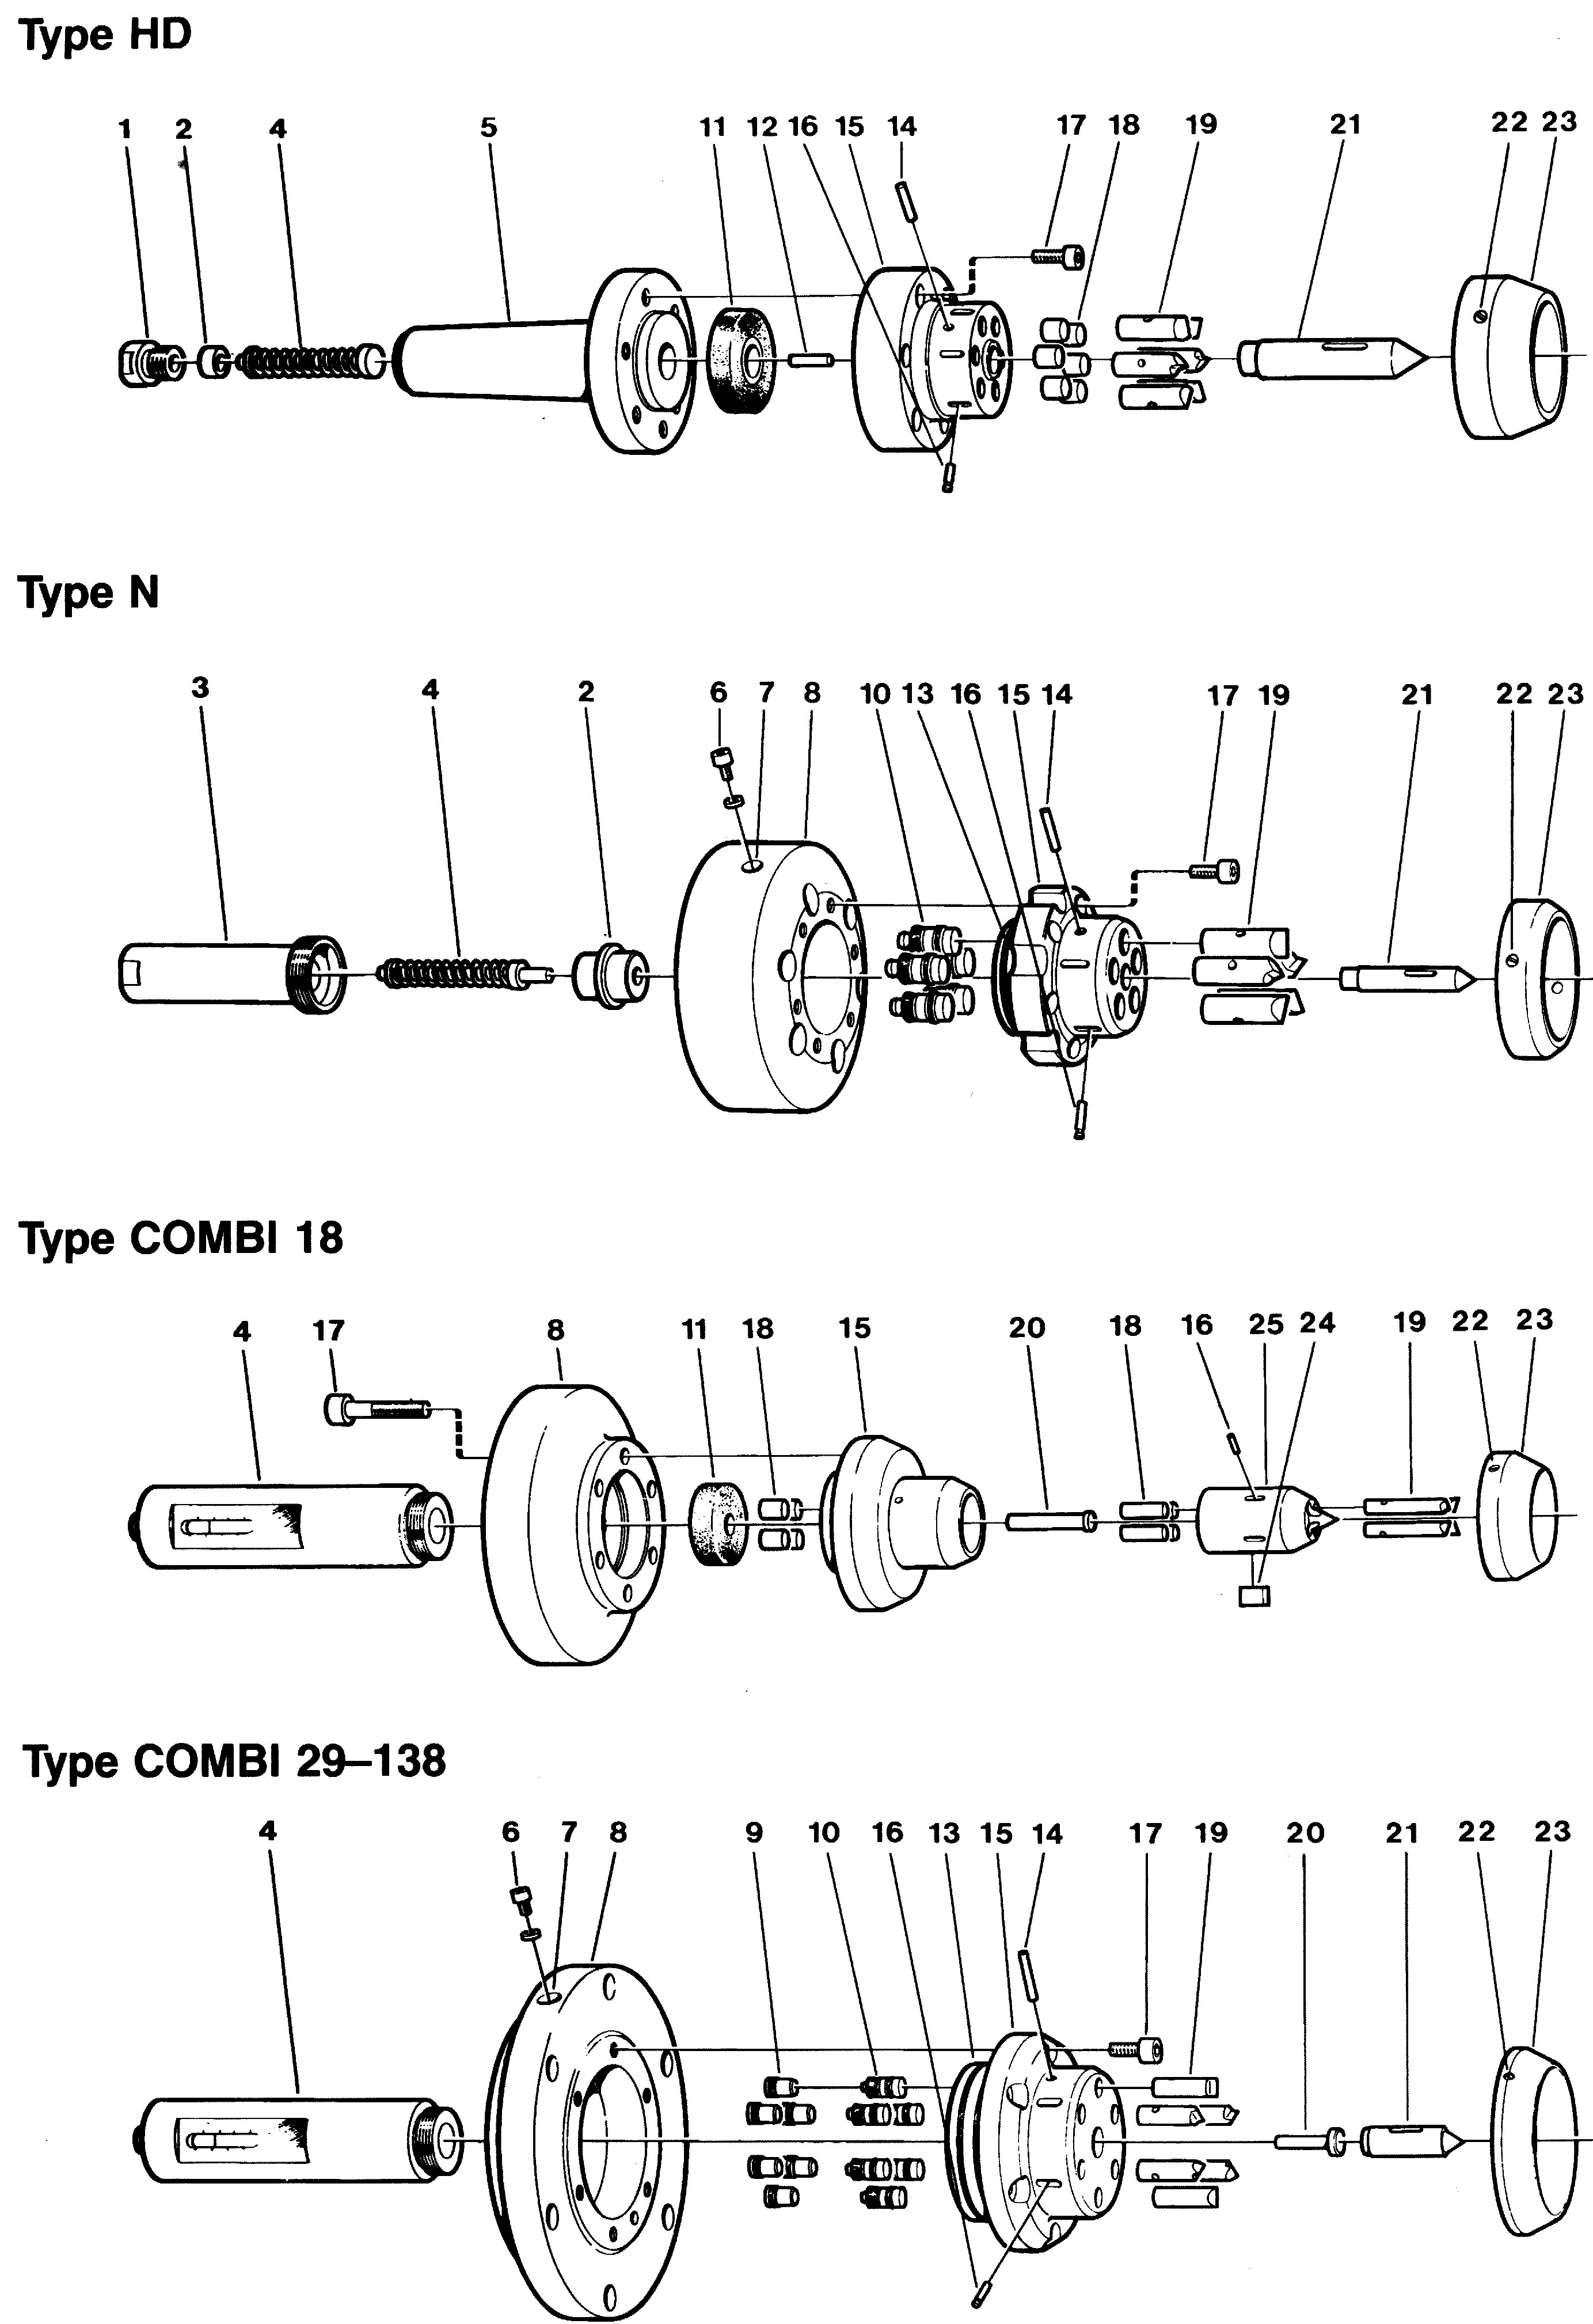 Type HD
1 2 4 5 11 12 16 15 14 17 18 19 21 22 23
Type N
3 4 2 6 7 8 10 13 16 15 14 17 19 21 22 23
Type COMBI 18
4 17 8 11 18 15 20 18 16 25 24 19 22 23
Type COMBI 29–138
4 6 7 8 9 10 16 13 15 14 17 19 20 21 22 23